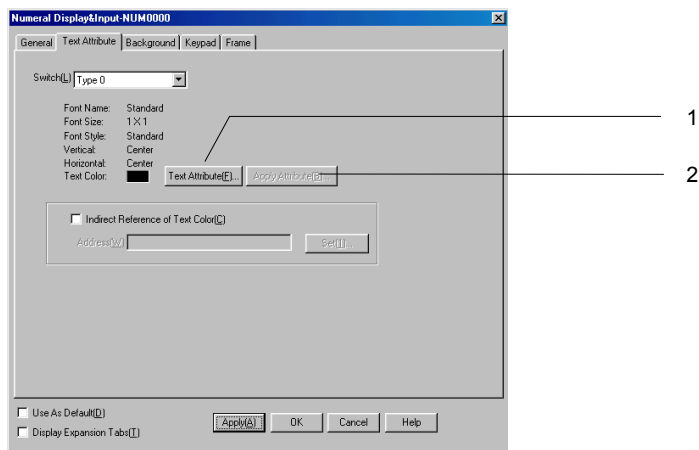 Numeral Display&Input-NUM0000
General Text Attribute Background Keypad Frame
Switch(L) Type 0
Font Name: Standard
Font Size: 1 X 1
Font Style: Standard
Vertical: Center
Horizontal: Center
Text Color: Text Attribute(F)... Apply Attribute(B)...
Indirect Reference of Text Color(C)
Address(W) Set(I)...
Use As Default(D)
Display Expansion Tabs(T)
Apply(A) OK Cancel Help
1
2